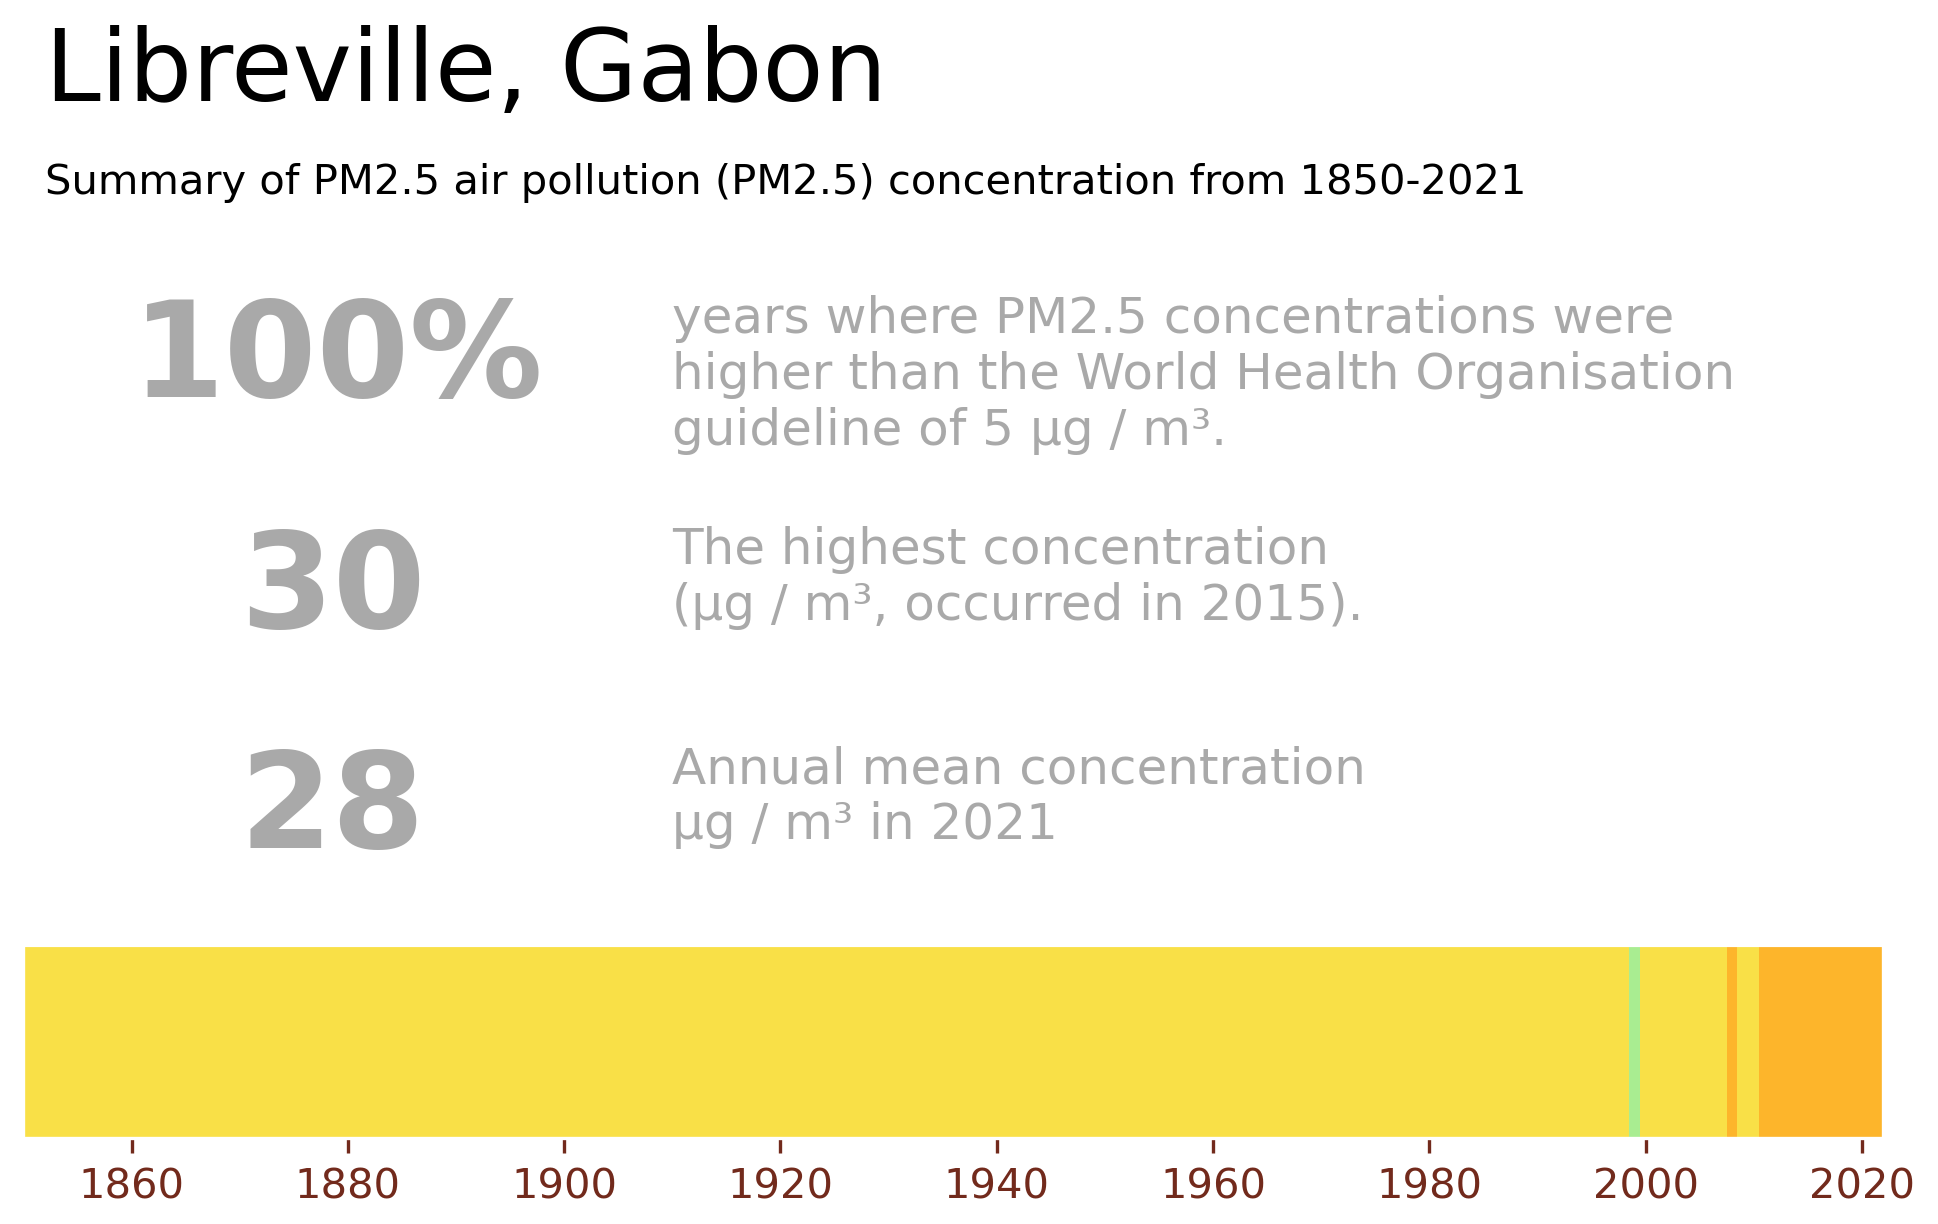 Libreville, Gabon
Summary of PM2.5 air pollution (PM2.5) concentration from 1850-2021
100%
years where PM2.5 concentrations were
higher than the World Health Organisation
guideline of 5 µg / m³.
30
The highest concentration
(µg / m³, occurred in 2015).
28
Annual mean concentration
µg / m³ in 2021
1860 1880 1900 1920 1940 1960 1980 2000 2020